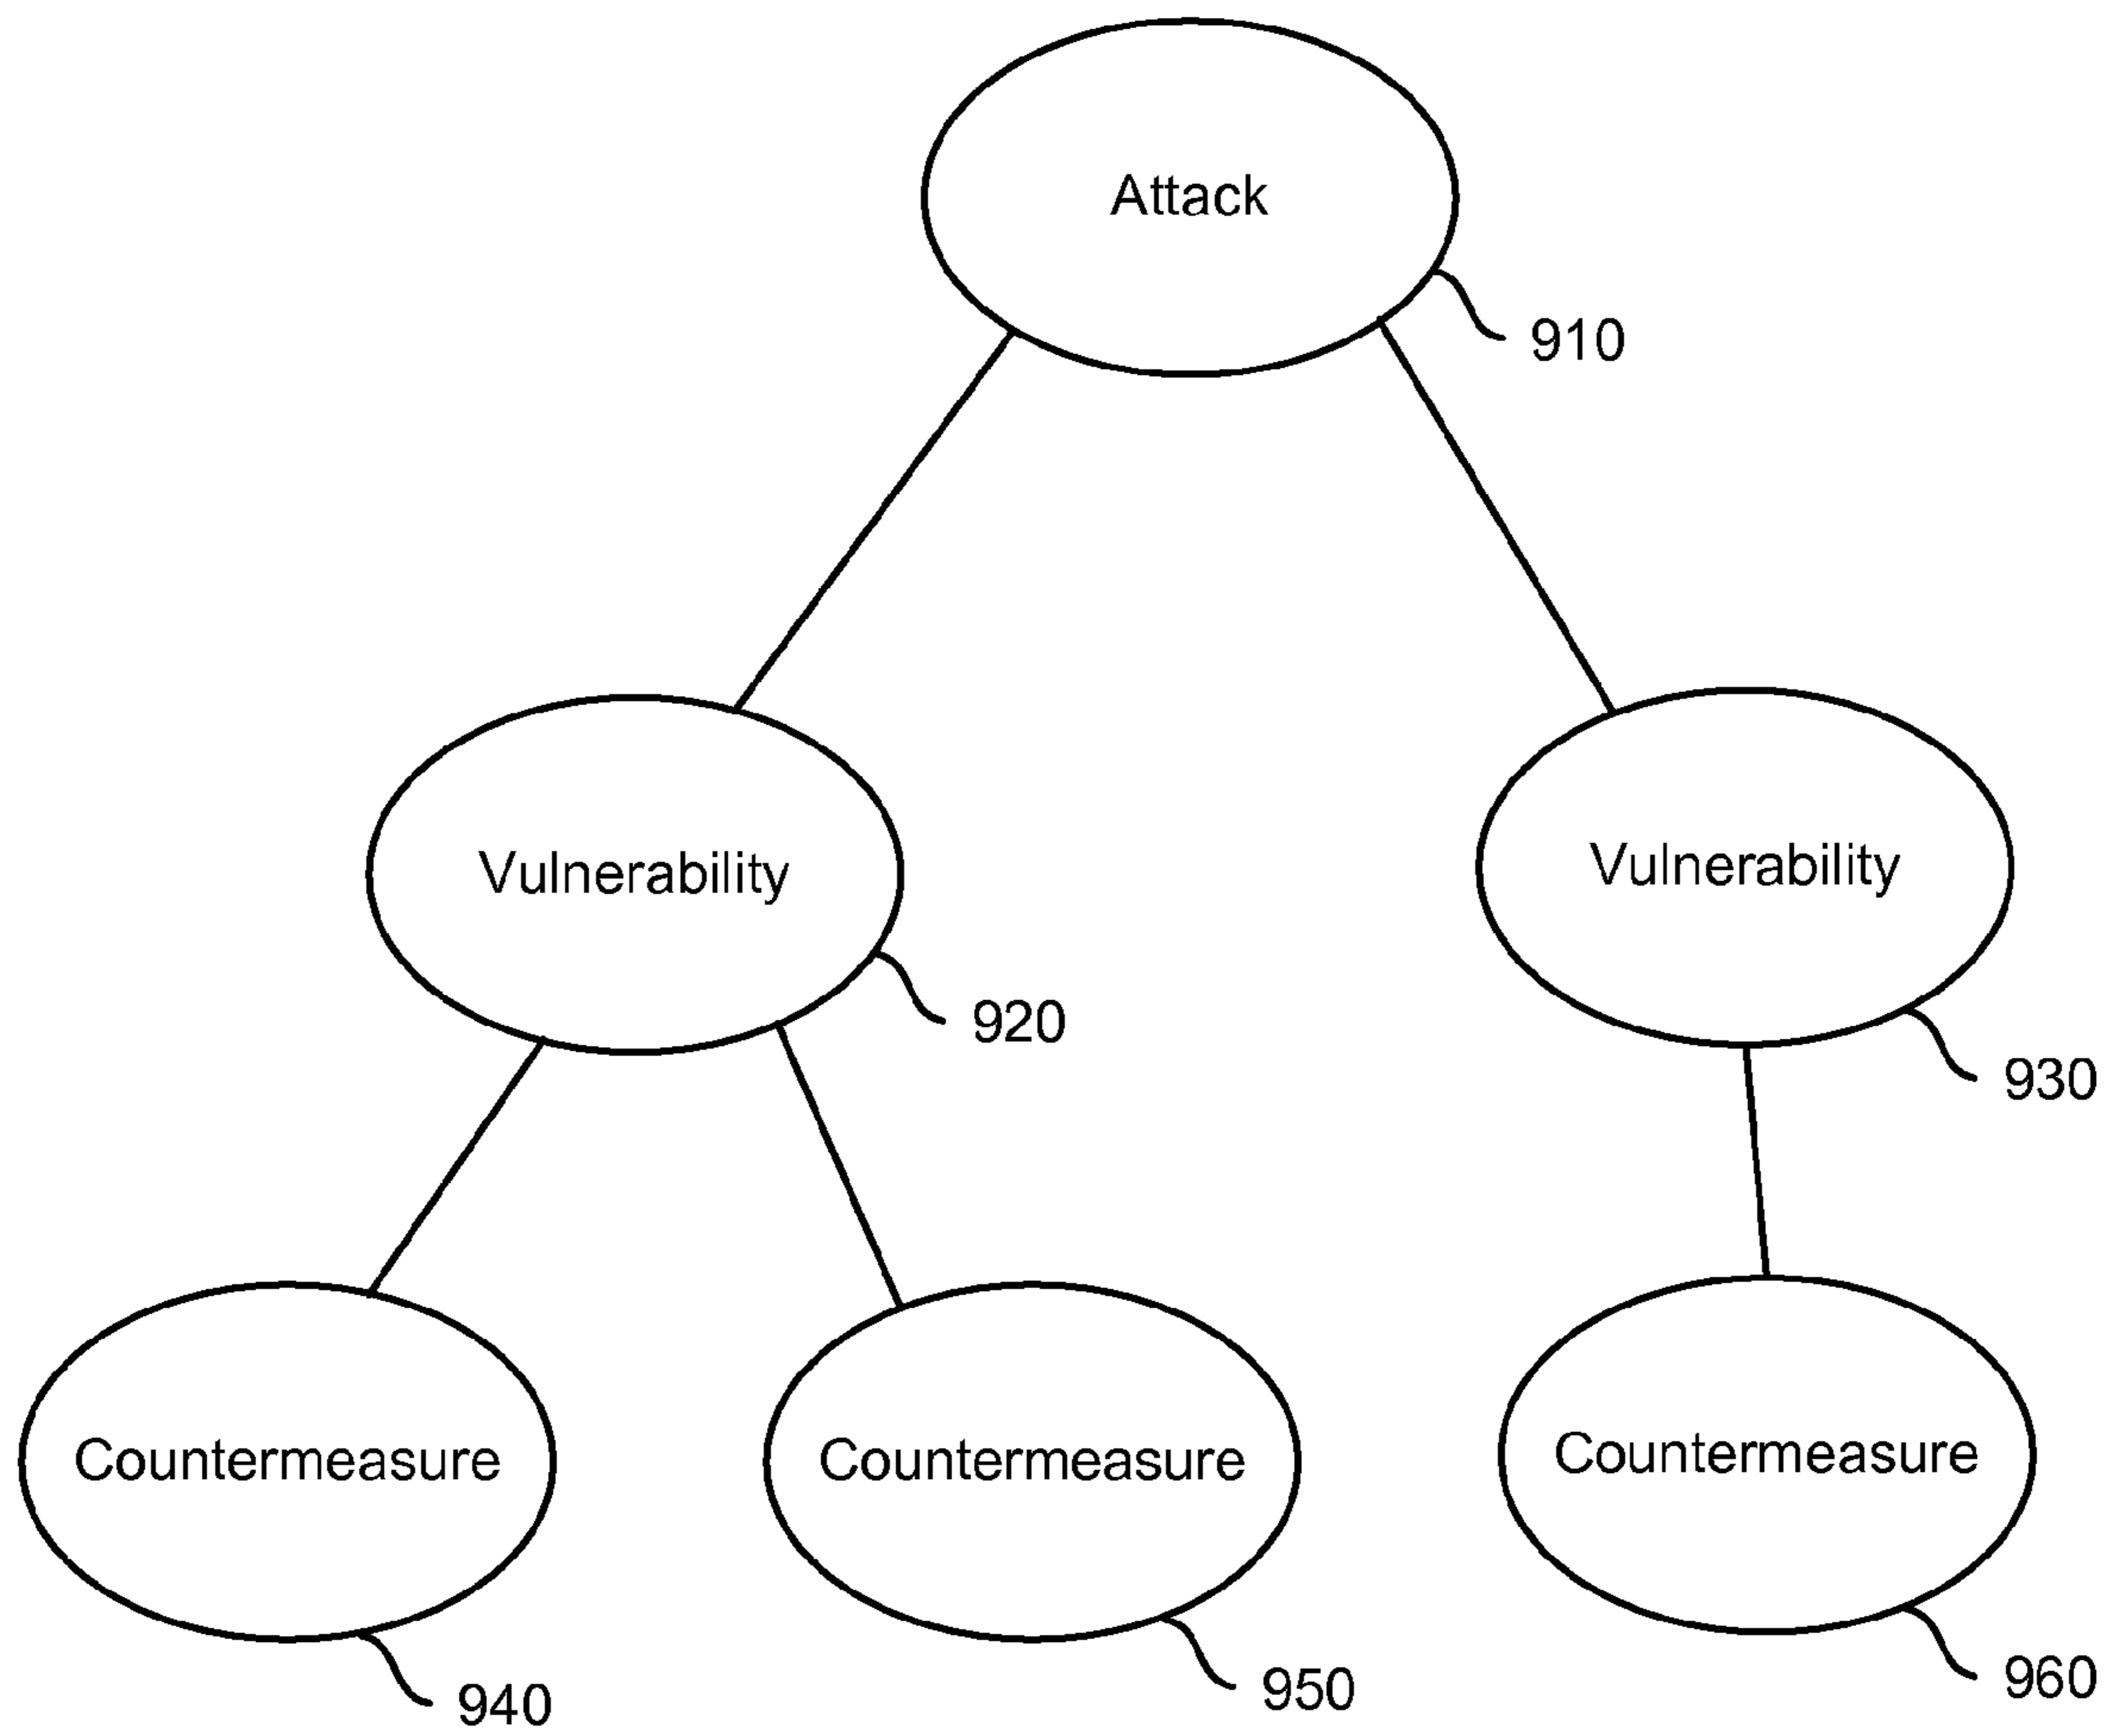 Attack
910
Vulnerability
Vulnerability
920
930
Countermeasure
Countermeasure
Countermeasure
940
950
960